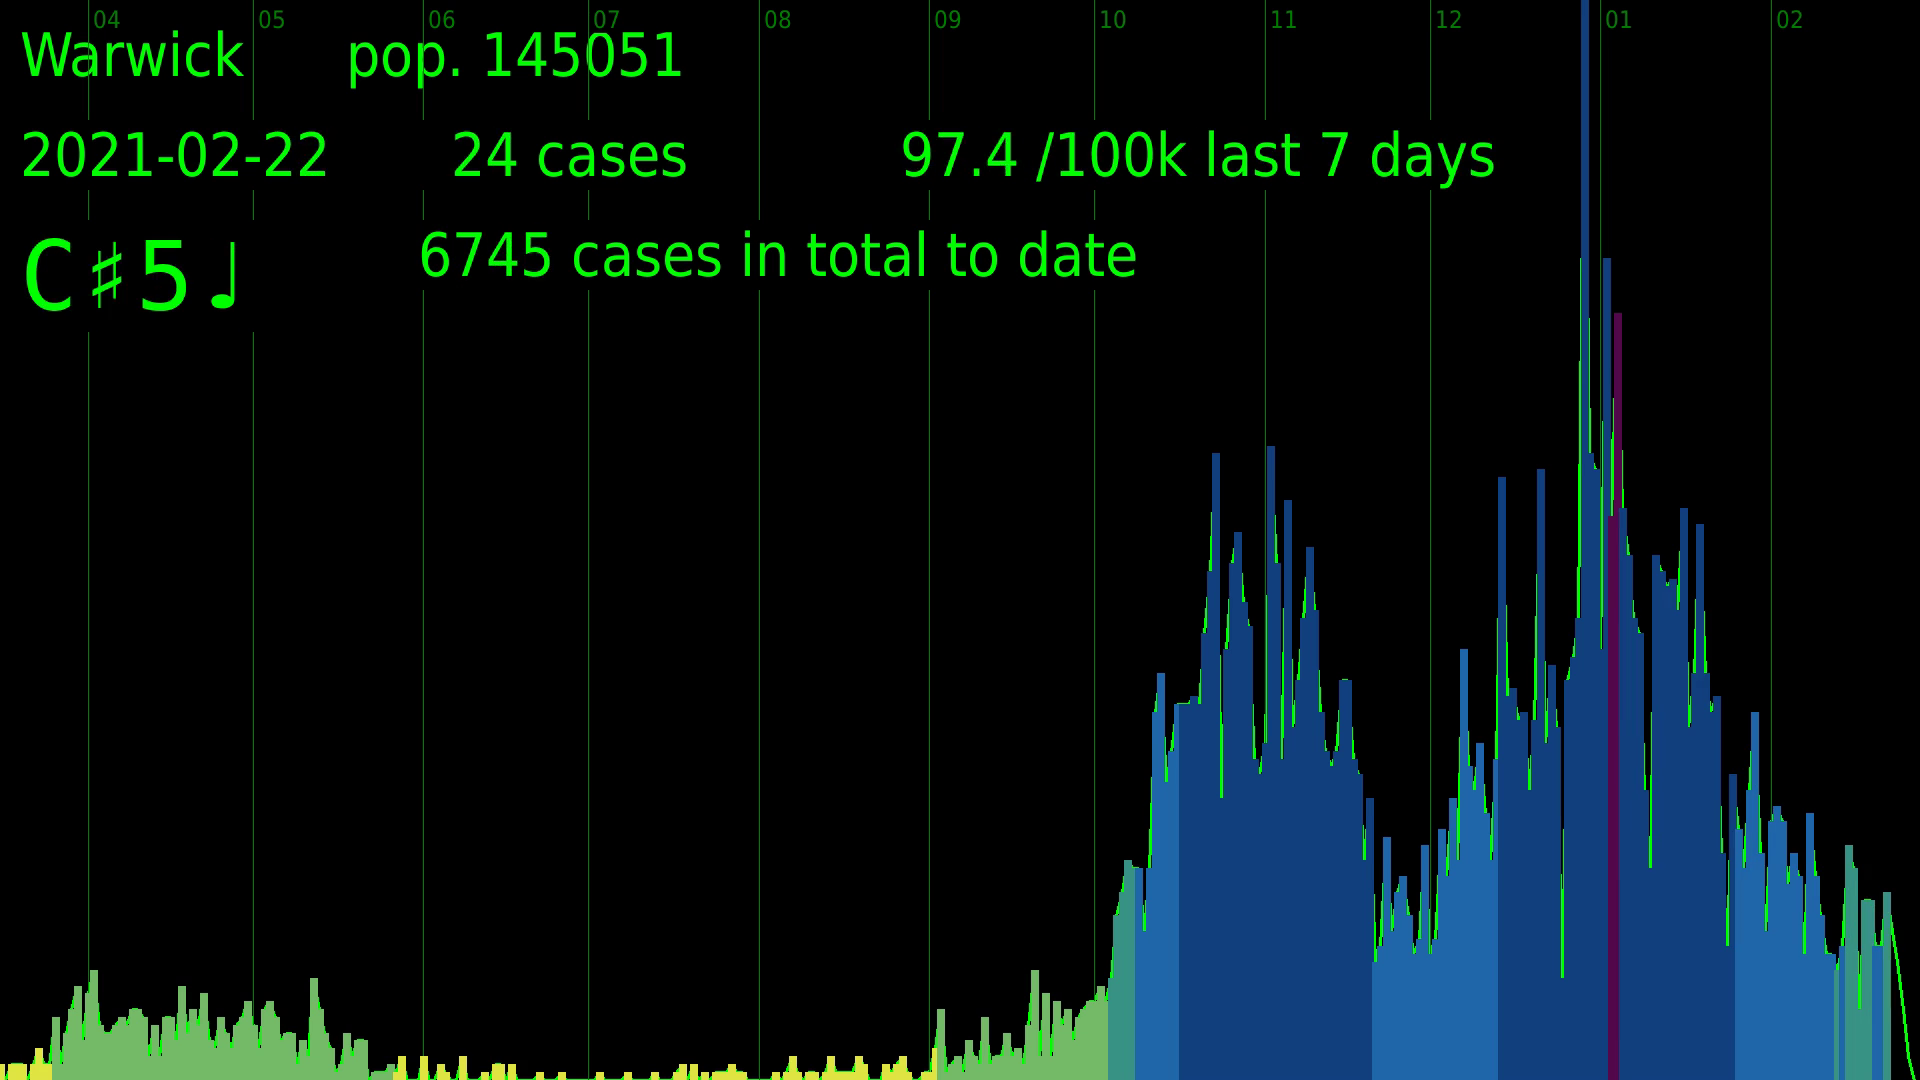 04 05 06 07 08 09 10 11 12 01 02
Warwick pop. 145051
2021-02-22 24 cases 97.4 /100k last 7 days
C♯5♩ 6745 cases in total to date